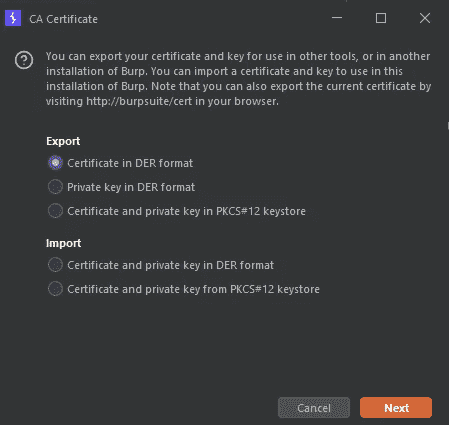 CA Certificate
You can export your certificate and key for use in other tools, or in another
installation of Burp. You can import a certificate and key to use in this
installation of Burp. Note that you can also export the current certificate by
visiting http://burpsuite/cert in your browser.
Export
Certificate in DER format
Private key in DER format
Certificate and private key in PKCS#12 keystore
Import
Certificate and private key in DER format
Certificate and private key from PKCS#12 keystore
Cancel
Next